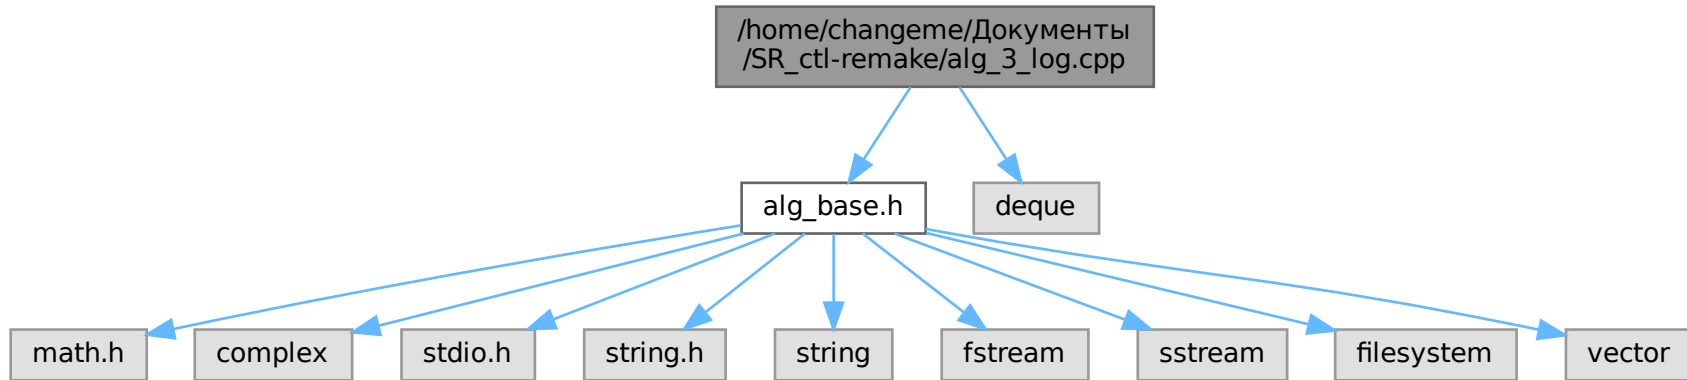 /home/changeme/Документы
/SR_ctl-remake/alg_3_log.cpp
alg_base.h
deque
math.h
complex
stdio.h
string.h
string
fstream
sstream
filesystem
vector